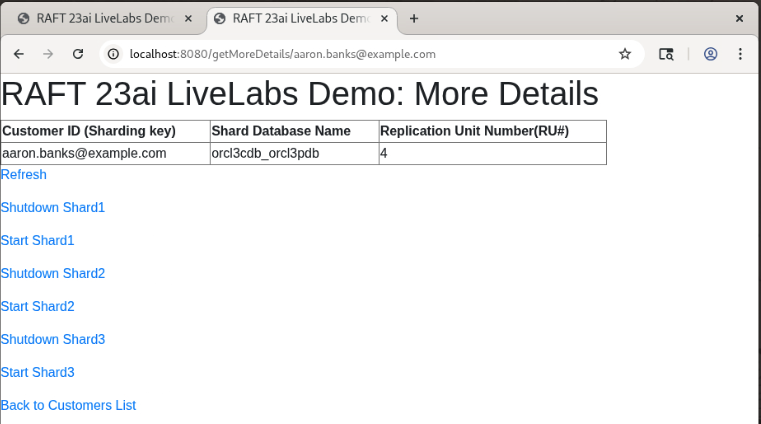 RAFT 23ai LiveLabs Dem
RAFT 23ai LiveLabs Dem
localhost:8080/getMoreDetails/aaron.banks@example.com
RAFT 23ai LiveLabs Demo: More Details
Customer ID (Sharding key) Shard Database Name Replication Unit Number(RU#)
aaron.banks@example.com orcl3cdb_orcl3pdb 4
Refresh
Shutdown Shard1
Start Shard1
Shutdown Shard2
Start Shard2
Shutdown Shard3
Start Shard3
Back to Customers List